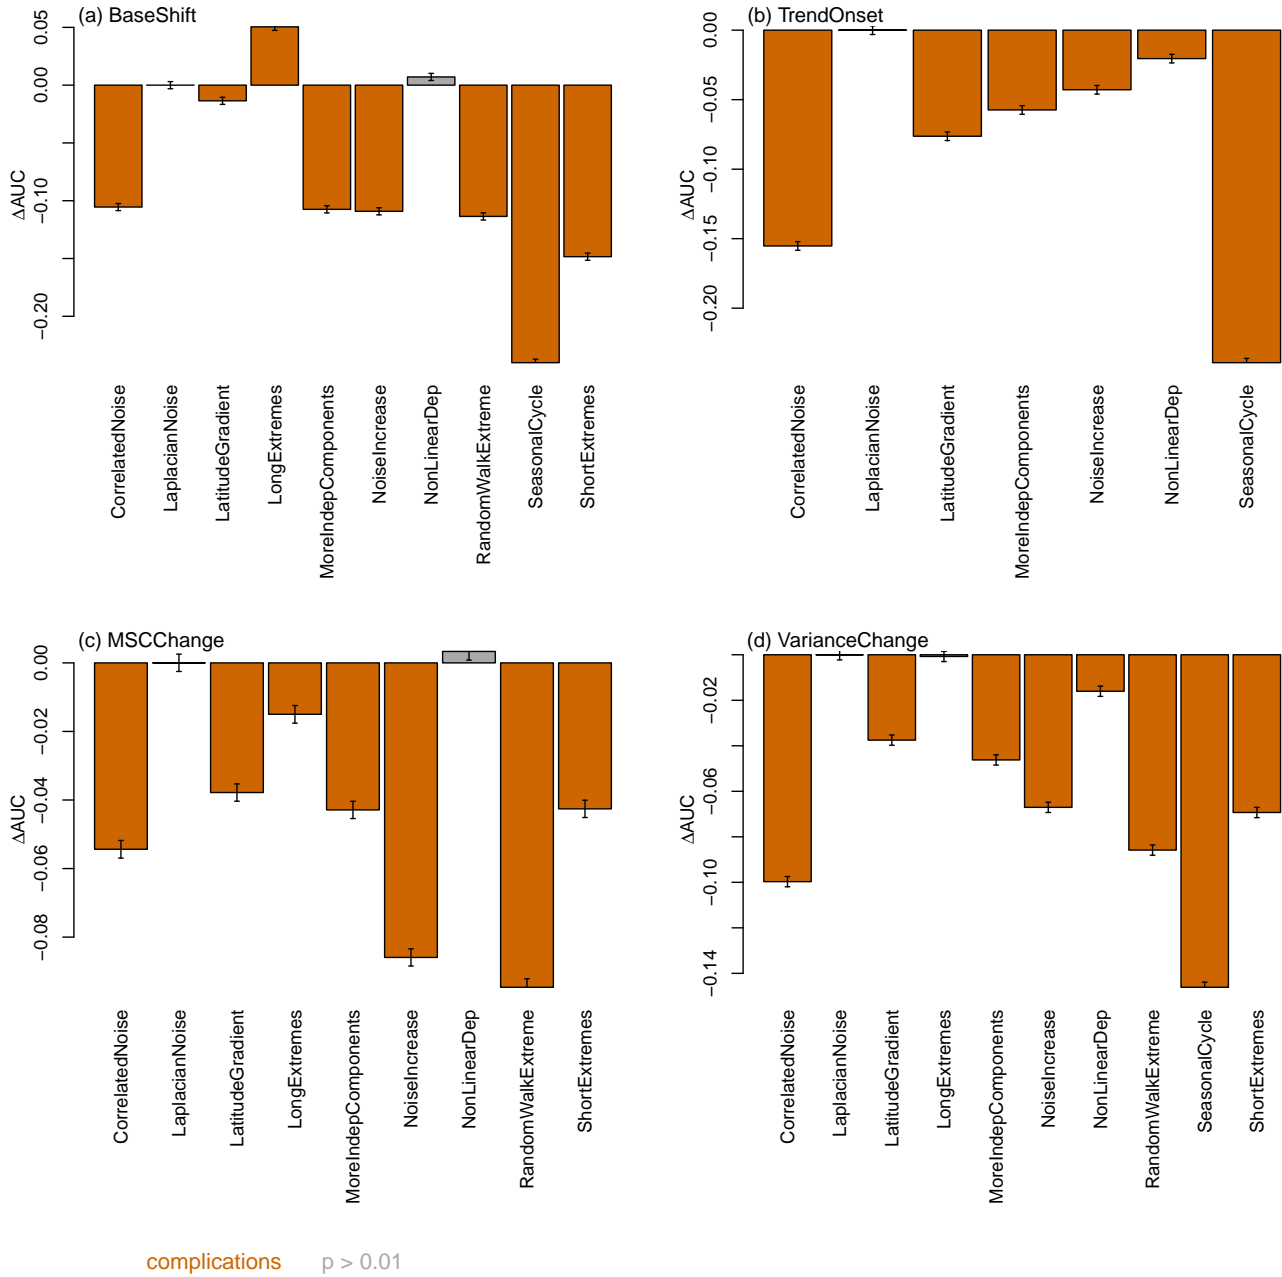 (a) BaseShift
ΔAUC
0.05
0.00
−0.10
−0.20
CorrelatedNoise
LaplacianNoise
LatitudeGradient
LongExtremes
MoreIndepComponents
NoiseIncrease
NonLinearDep
RandomWalkExtreme
SeasonalCycle
ShortExtremes
(b) TrendOnset
ΔAUC
0.00
−0.05
−0.10
−0.15
−0.20
CorrelatedNoise
LaplacianNoise
LatitudeGradient
MoreIndepComponents
NoiseIncrease
NonLinearDep
SeasonalCycle
(c) MSCChange
ΔAUC
0.00
−0.02
−0.04
−0.06
−0.08
CorrelatedNoise
LaplacianNoise
LatitudeGradient
LongExtremes
MoreIndepComponents
NoiseIncrease
NonLinearDep
RandomWalkExtreme
ShortExtremes
(d) VarianceChange
ΔAUC
−0.02
−0.06
−0.10
−0.14
CorrelatedNoise
LaplacianNoise
LatitudeGradient
LongExtremes
MoreIndepComponents
NoiseIncrease
NonLinearDep
RandomWalkExtreme
SeasonalCycle
ShortExtremes
complications p > 0.01